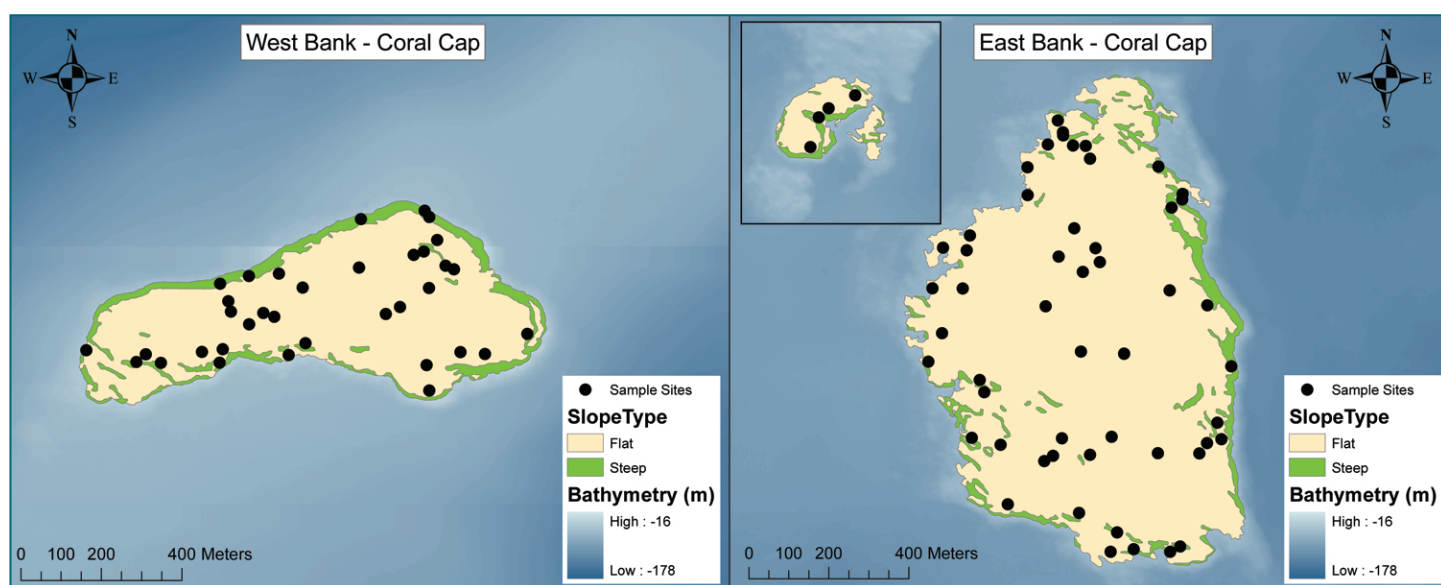 West Bank - Coral Cap
N
W E
S
Sample Sites
SlopeType
Flat
Steep
Bathymetry (m)
High : -16
Low : -178
0 100 200 400 Meters
East Bank - Coral Cap
N
W E
S
Sample Sites
SlopeType
Flat
Steep
Bathymetry (m)
High : -16
Low : -178
0 100 200 400 Meters